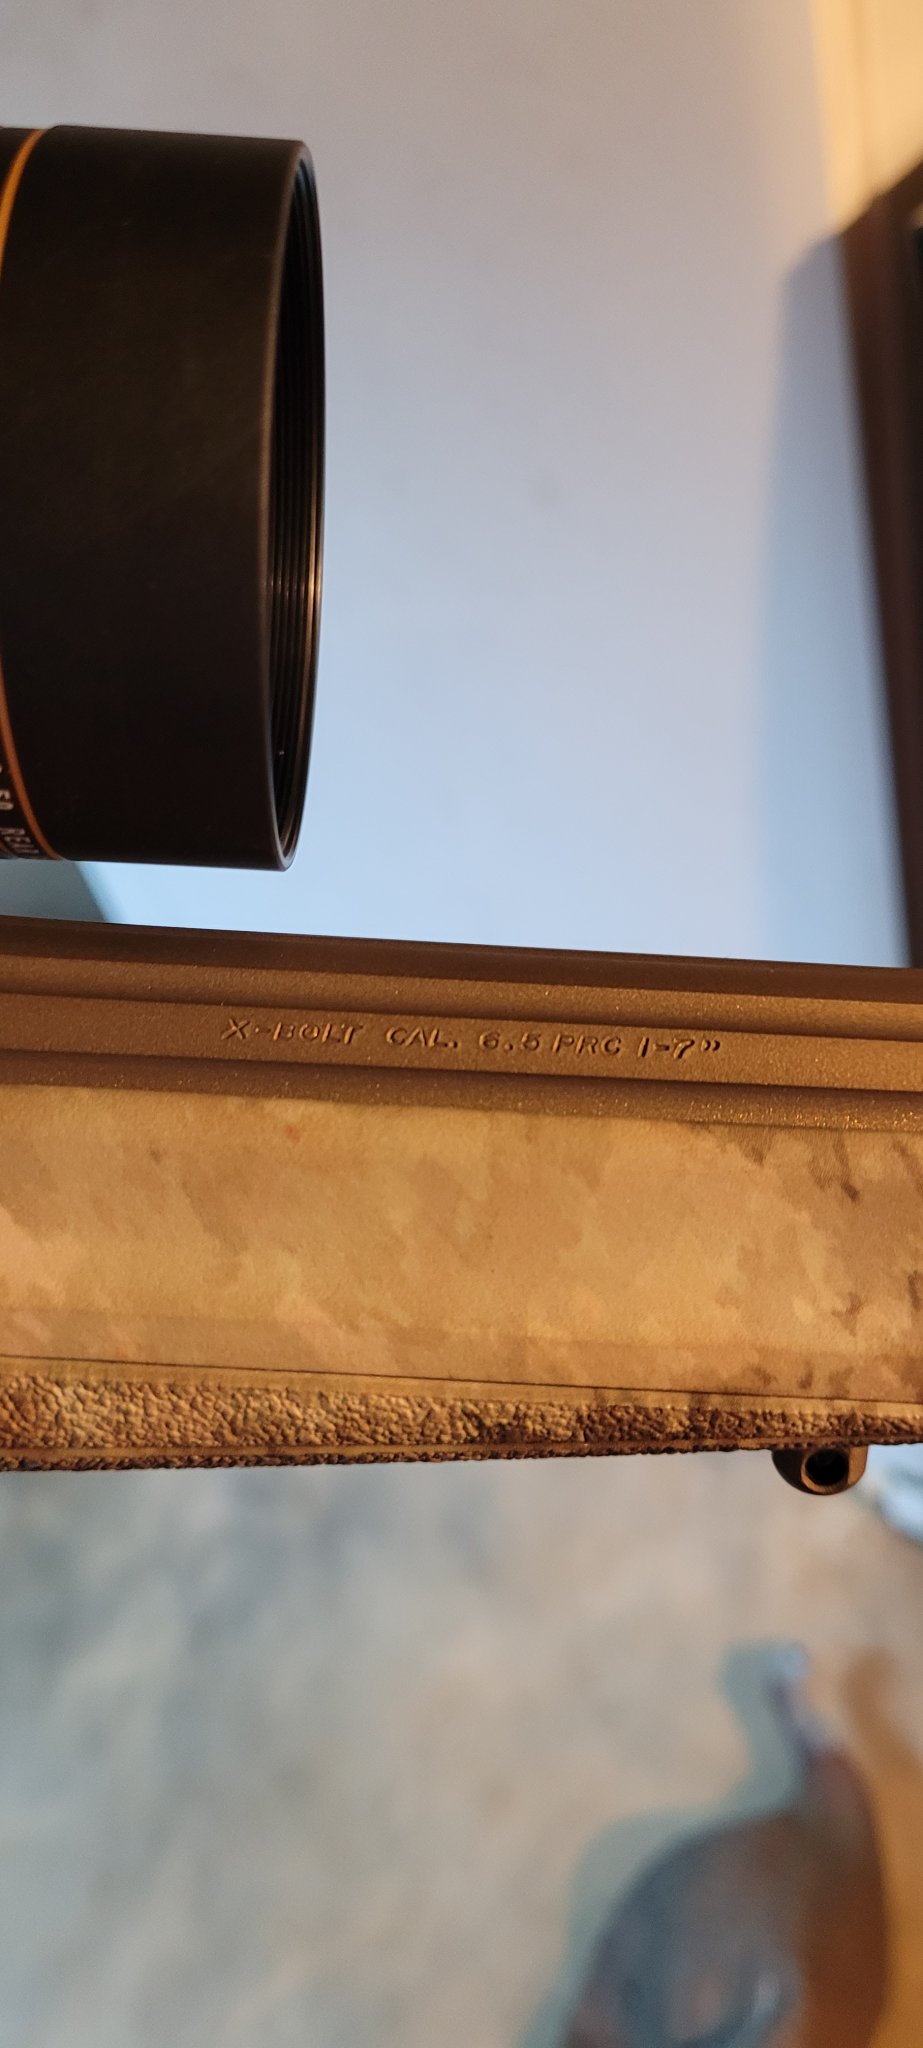 X-BOLT CAL. 6.5 PRC 1-7"